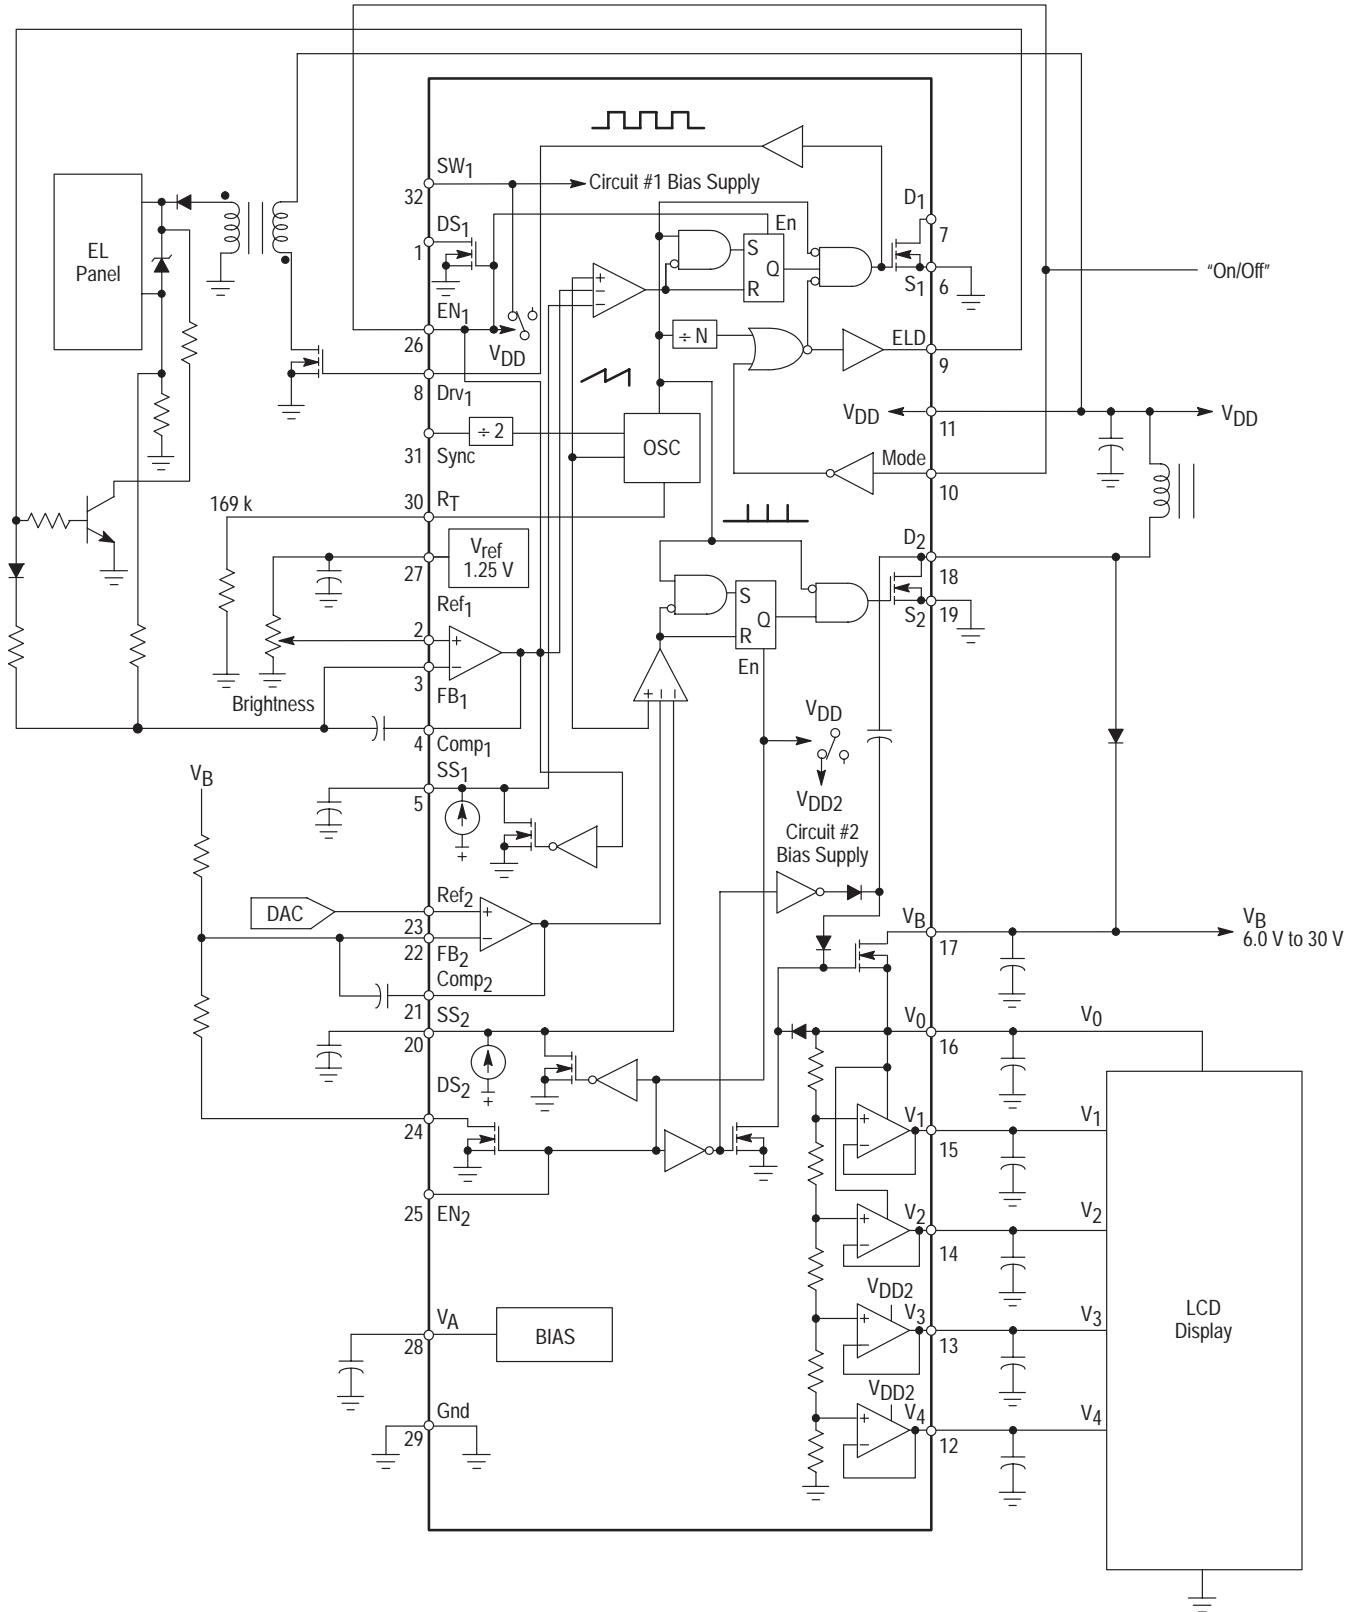 SW1
32
Circuit #1 Bias Supply
DS1
1
EN1
26
VDD
8
Drv1
÷ 2
31
Sync
30
RT
169 k
27
Vref
1.25 V
Ref1
2
+
−
3
FB1
Brightness
4
Comp1
SS1
5
+
VB
DAC
Ref2
23
+
−
22
FB2
Comp2
21
SS2
20
DS2
+
24
25
EN2
VA
28
BIAS
Gnd
29
EL
Panel
+
−
−
En
S
Q
R
÷ N
OSC
D1
7
S1
6
“On/Off”
ELD
9
VDD
11
VDD
Mode
10
D2
18
S2
19
S
Q
R
En
+
−
−
VDD
VDD2
Circuit #2
Bias Supply
VB
17
VB
6.0 V to 30 V
V0
16
V0
+
−
V1
15
V1
+
−
V2
14
V2
VDD2
+
−
V3
13
V3
VDD2
+
−
V4
12
V4
LCD
Display